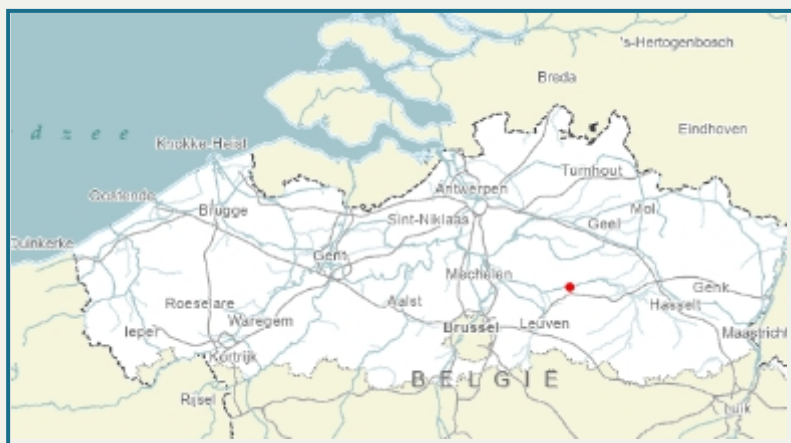 's-Hertogenbosch
Breda
Eindhoven
d z e e
Knokke-Heist
Turnhout
Antwerpen
Oostende
Mol
Brugge
Sint-Niklaas
Geel
Duinkerke
Gent
Mechelen
Genk
Roeselare
Aalst
Hasselt
Waregem
Brussel
Leuven
Ieper
Maastricht
Kortrijk
BELGIË
Rijsel
Luik